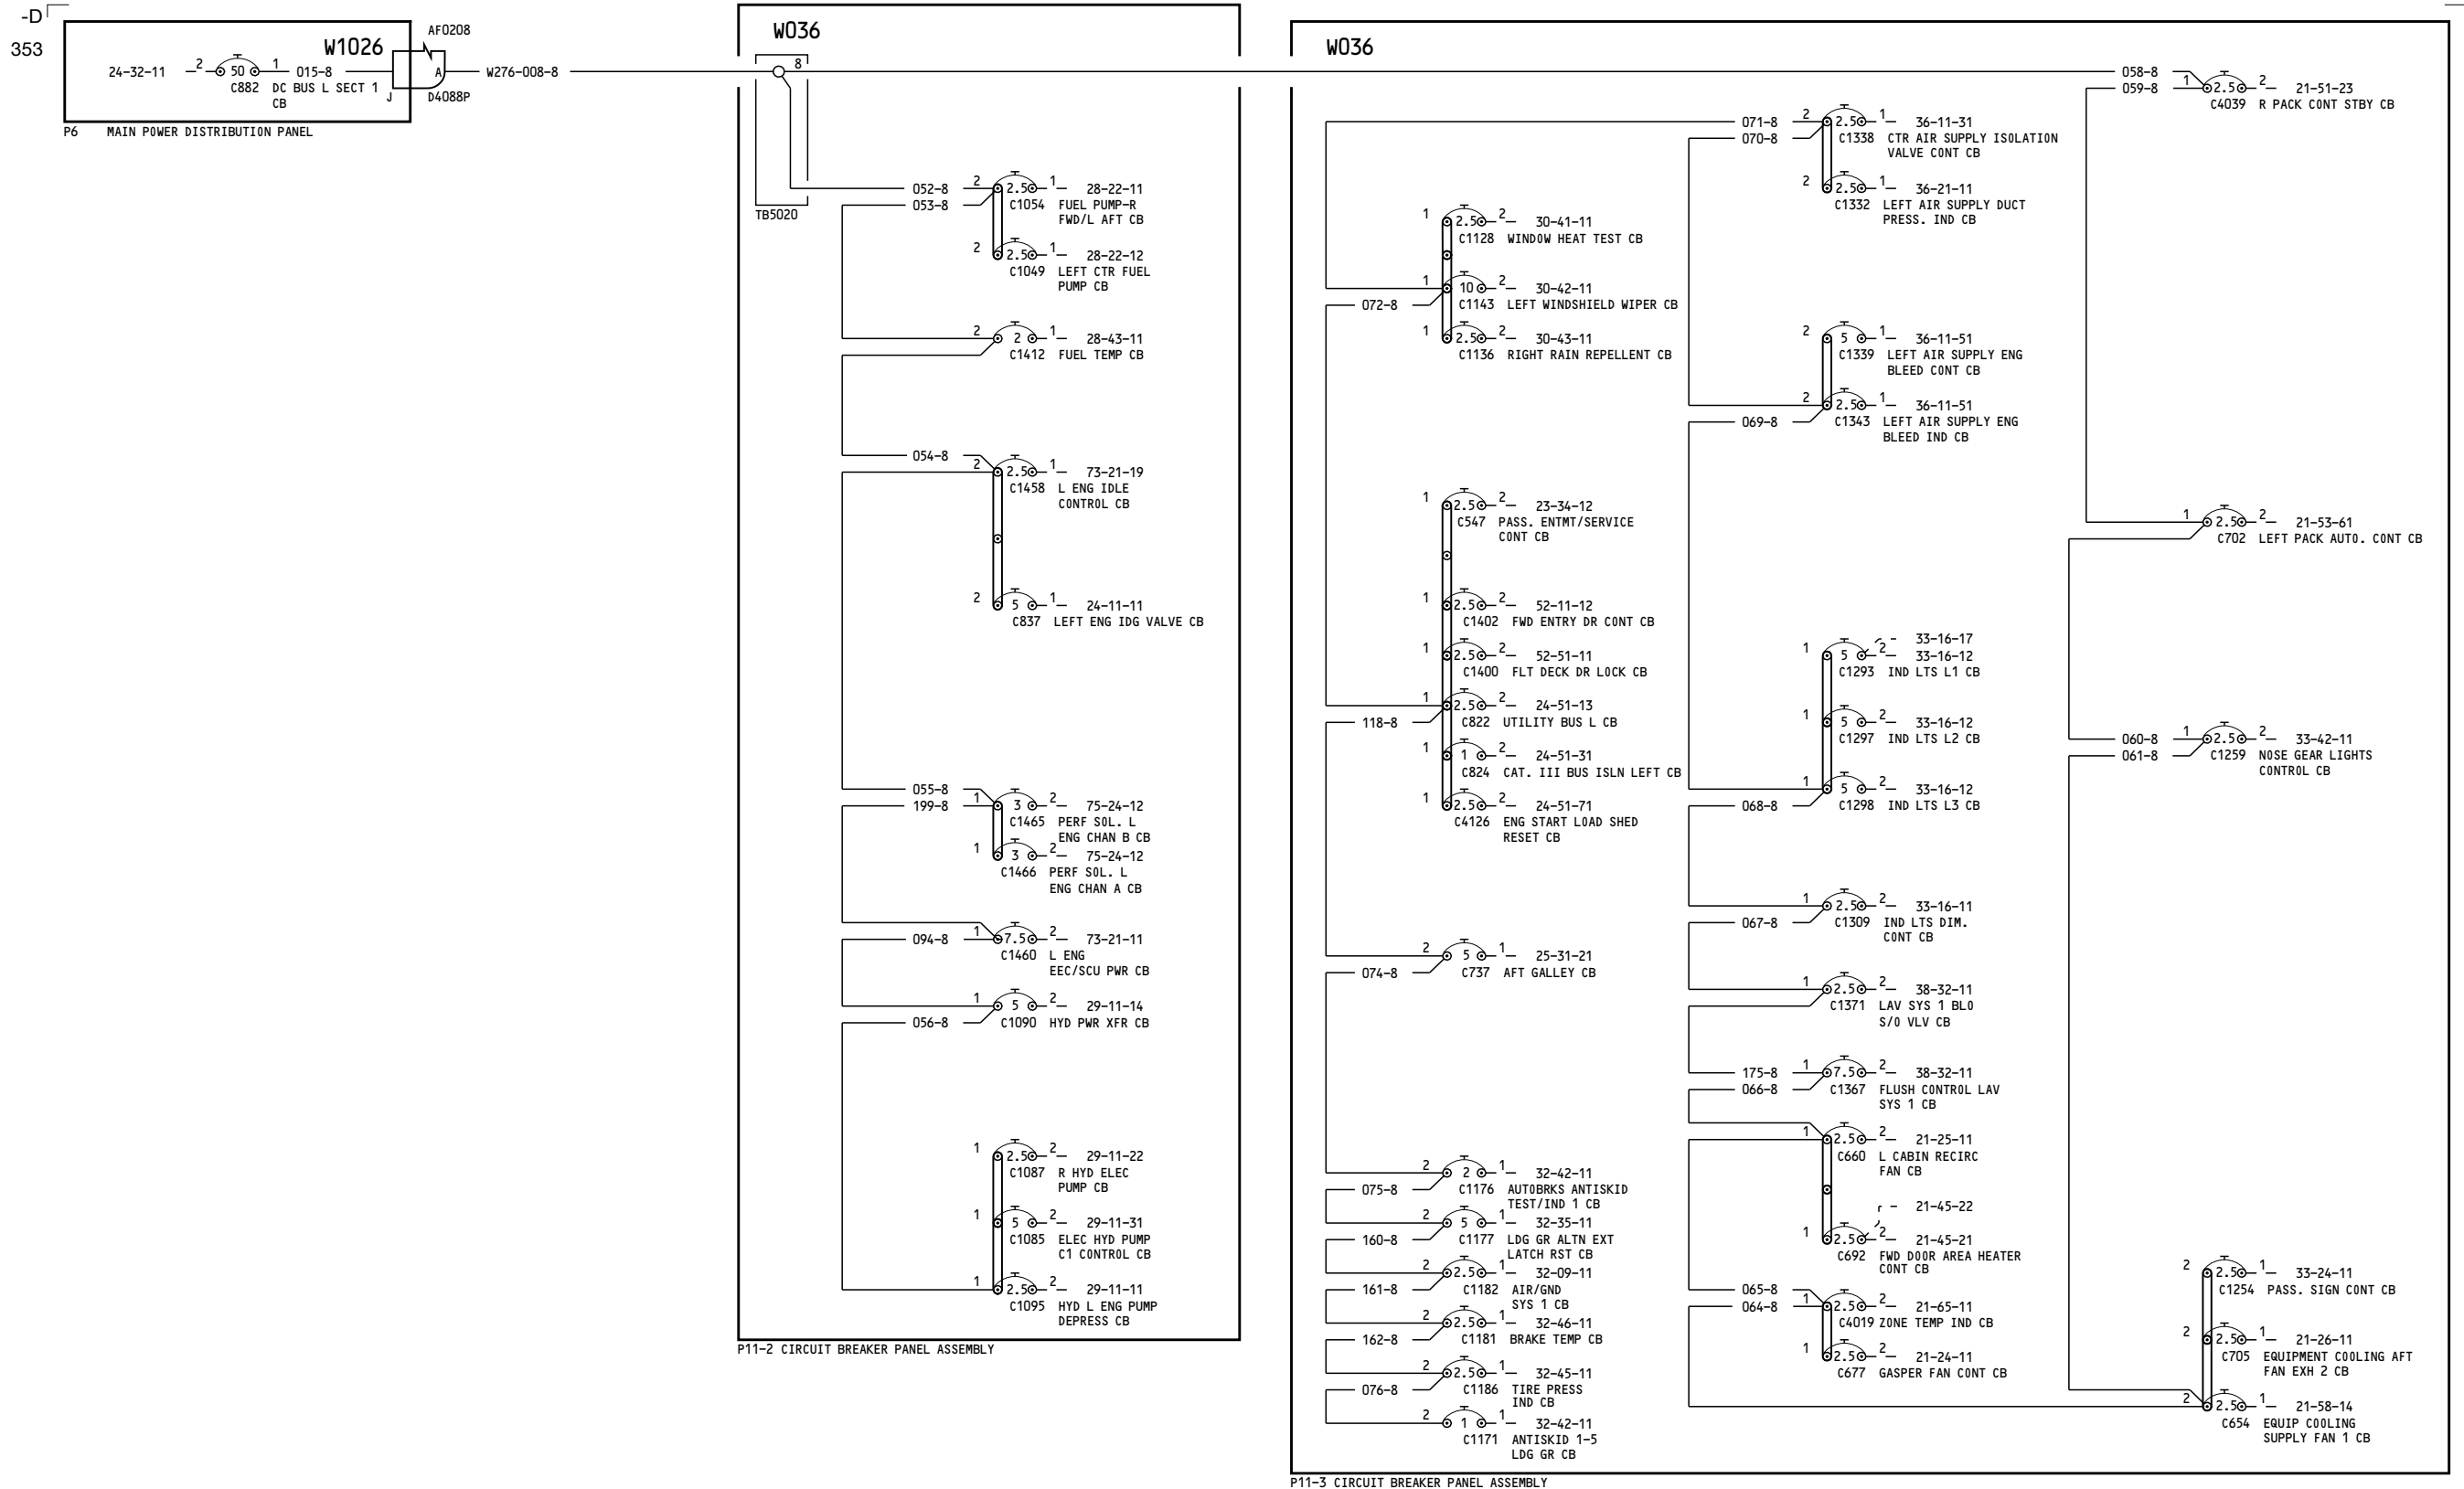 -D
353
W1026
AF0208
24-32-11
2
50
1
015-8
A
W276-008-8
C882
DC BUS L SECT 1
CB
J
D4088P
P6 MAIN POWER DISTRIBUTION PANEL
W036
8
TB5020
052-8
2
2.5
1
28-22-11
053-8
C1054
FUEL PUMP-R
FWD/L AFT CB
2
2.5
1
28-22-12
C1049
LEFT CTR FUEL
PUMP CB
2
2
1
28-43-11
C1412
FUEL TEMP CB
054-8
2
2.5
1
73-21-19
C1458
L ENG IDLE
CONTROL CB
2
5
1
24-11-11
C837
LEFT ENG IDG VALVE CB
055-8
199-8
1
3
2
75-24-12
C1465
PERF SOL. L
ENG CHAN B CB
1
3
2
75-24-12
C1466
PERF SOL. L
ENG CHAN A CB
094-8
1
7.5
2
73-21-11
C1460
L ENG
EEC/SCU PWR CB
1
5
2
29-11-14
056-8
C1090
HYD PWR XFR CB
1
2.5
2
29-11-22
C1087
R HYD ELEC
PUMP CB
1
5
2
29-11-31
C1085
ELEC HYD PUMP
C1 CONTROL CB
1
2.5
2
29-11-11
C1095
HYD L ENG PUMP
DEPRESS CB
P11-2 CIRCUIT BREAKER PANEL ASSEMBLY
W036
1
2.5
2
30-41-11
C1128
WINDOW HEAT TEST CB
1
10
2
30-42-11
072-8
C1143
LEFT WINDSHIELD WIPER CB
1
2.5
2
30-43-11
C1136
RIGHT RAIN REPELLENT CB
1
2.5
2
23-34-12
C547
PASS. ENTMT/SERVICE
CONT CB
1
2.5
2
52-11-12
C1402
FWD ENTRY DR CONT CB
1
2.5
2
52-51-11
C1400
FLT DECK DR LOCK CB
1
2.5
2
24-51-13
118-8
C822
UTILITY BUS L CB
1
1
2
24-51-31
C824
CAT. III BUS ISLN LEFT CB
1
2.5
2
24-51-71
C4126
ENG START LOAD SHED
RESET CB
2
5
1
25-31-21
074-8
C737
AFT GALLEY CB
2
2
1
32-42-11
075-8
C1176
AUTOBRKS ANTISKID
TEST/IND 1 CB
2
5
1
32-35-11
160-8
C1177
LDG GR ALTN EXT
LATCH RST CB
2
2.5
1
32-09-11
161-8
C1182
AIR/GND
SYS 1 CB
2
2.5
1
32-46-11
162-8
C1181
BRAKE TEMP CB
2
2.5
1
32-45-11
076-8
C1186
TIRE PRESS
IND CB
2
1
1
32-42-11
C1171
ANTISKID 1-5
LDG GR CB
071-8
2
2.5
1
36-11-31
070-8
C1338
CTR AIR SUPPLY ISOLATION
VALVE CONT CB
2
2.5
1
36-21-11
C1332
LEFT AIR SUPPLY DUCT
PRESS. IND CB
2
5
1
36-11-51
C1339
LEFT AIR SUPPLY ENG
BLEED CONT CB
2
2.5
1
36-11-51
069-8
C1343
LEFT AIR SUPPLY ENG
BLEED IND CB
33-16-17
1
5
2
33-16-12
C1293
IND LTS L1 CB
1
5
2
33-16-12
C1297
IND LTS L2 CB
1
5
2
33-16-12
068-8
C1298
IND LTS L3 CB
1
2.5
2
33-16-11
067-8
C1309
IND LTS DIM.
CONT CB
1
2.5
2
38-32-11
C1371
LAV SYS 1 BLO
S/O VLV CB
175-8
1
7.5
2
38-32-11
066-8
C1367
FLUSH CONTROL LAV
SYS 1 CB
1
2.5
2
21-25-11
C660
L CABIN RECIRC
FAN CB
21-45-22
1
2.5
2
21-45-21
C692
FWD DOOR AREA HEATER
CONT CB
065-8
064-8
1
2.5
2
21-65-11
C4019
ZONE TEMP IND CB
1
2.5
2
21-24-11
C677
GASPER FAN CONT CB
058-8
059-8
1
2.5
2
21-51-23
C4039
R PACK CONT STBY CB
1
2.5
2
21-53-61
C702
LEFT PACK AUTO. CONT CB
060-8
1
2.5
2
33-42-11
061-8
C1259
NOSE GEAR LIGHTS
CONTROL CB
2
2.5
1
33-24-11
C1254
PASS. SIGN CONT CB
2
2.5
1
21-26-11
C705
EQUIPMENT COOLING AFT
FAN EXH 2 CB
2
2.5
1
21-58-14
C654
EQUIP COOLING
SUPPLY FAN 1 CB
P11-3 CIRCUIT BREAKER PANEL ASSEMBLY